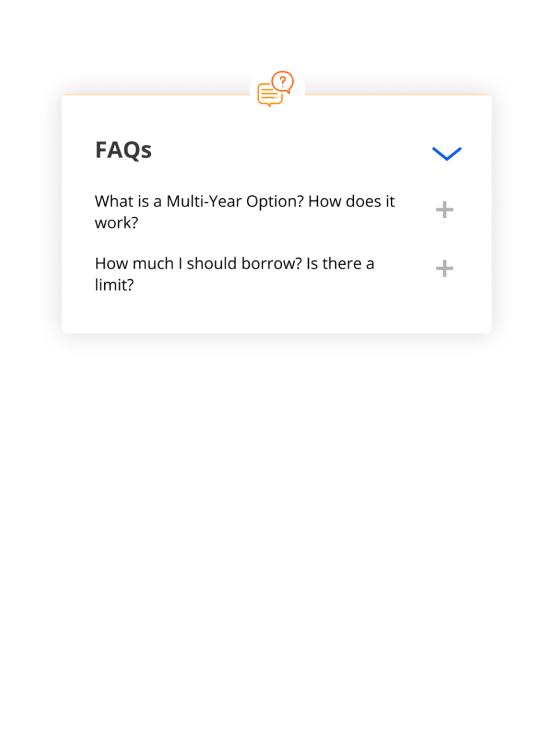 FAQs
What is a Multi-Year Option? How does it
work?
How much I should borrow? Is there a
limit?